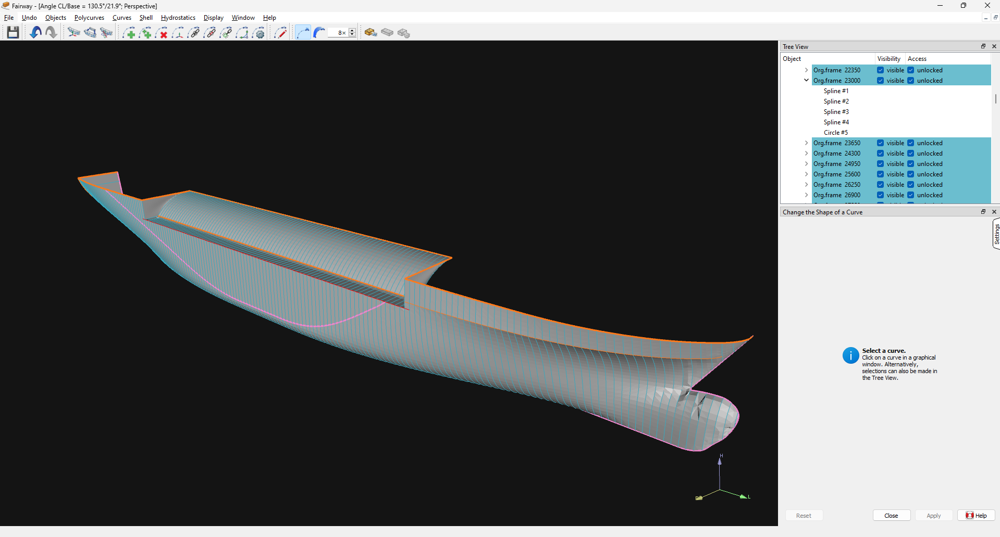 Fairway - [Angle CL/Base = 130.5°/21.9°; Perspective]
File Undo Objects Polycurves Curves Shell Hydrostatics Display Window Help
8×
Tree View
Object Visibility Access
Org.frame 22350 visible unlocked
Org.frame 23000 visible unlocked
Spline #1
Spline #2
Spline #3
Spline #4
Circle #5
Org.frame 23650 visible unlocked
Org.frame 24300 visible unlocked
Org.frame 24950 visible unlocked
Org.frame 25600 visible unlocked
Org.frame 26250 visible unlocked
Org.frame 26900 visible unlocked
Change the Shape of a Curve
Settings
Select a curve.
Click on a curve in a graphical
window. Alternatively,
selections can also be made in
the Tree View.
H
B
L
Reset Close Apply Help